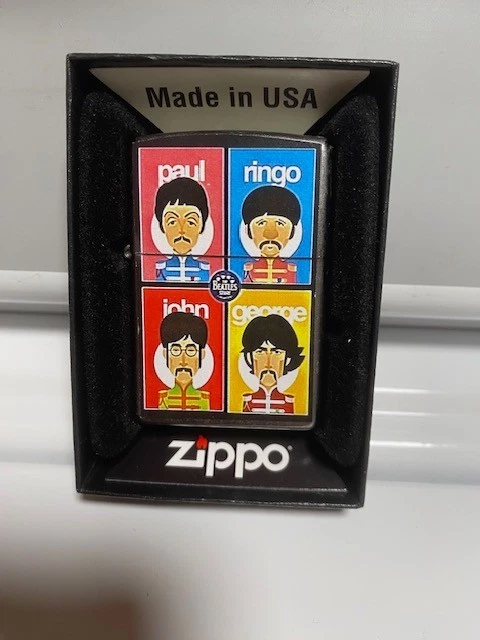 Made in USA
paul
ringo
BEATLES
john
george
zippo